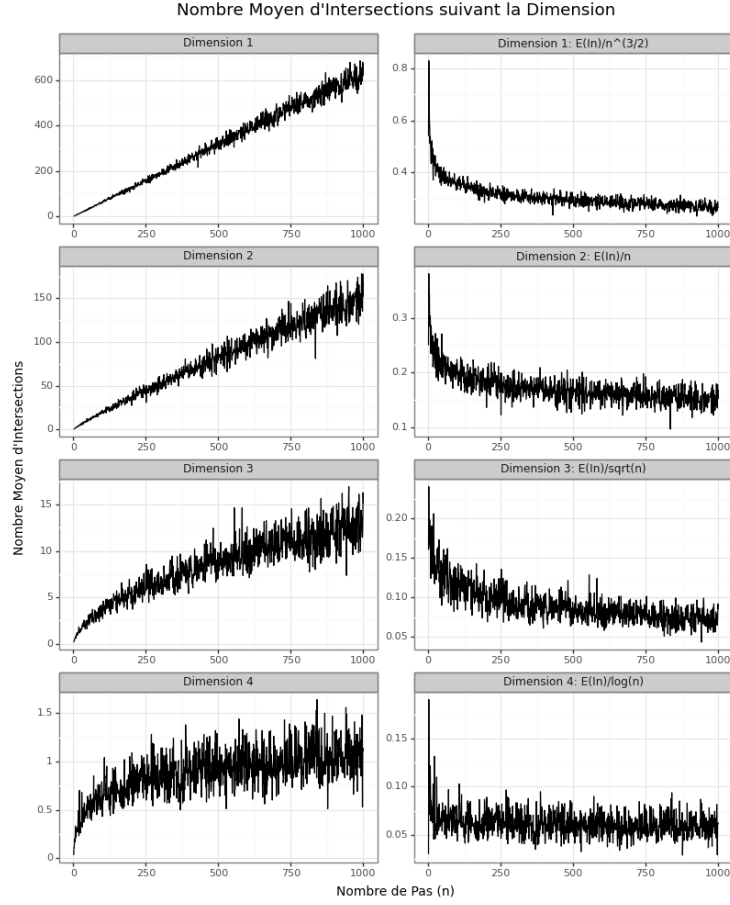 Nombre Moyen d'Intersections suivant la Dimension
Dimension 1
600
400
200
0
0 250 500 750 1000
Dimension 1: E(In)/n^(3/2)
0.8
0.6
0.4
0 250 500 750 1000
Dimension 2
150
100
50
0
0 250 500 750 1000
Dimension 2: E(In)/n
0.3
0.2
0.1
0 250 500 750 1000
Dimension 3
15
10
5
0
0 250 500 750 1000
Dimension 3: E(In)/sqrt(n)
0.20
0.15
0.10
0.05
0 250 500 750 1000
Dimension 4
1.5
1
0.5
0
0 250 500 750 1000
Dimension 4: E(In)/log(n)
0.15
0.10
0.05
0 250 500 750 1000
Nombre Moyen d'Intersections
Nombre de Pas (n)